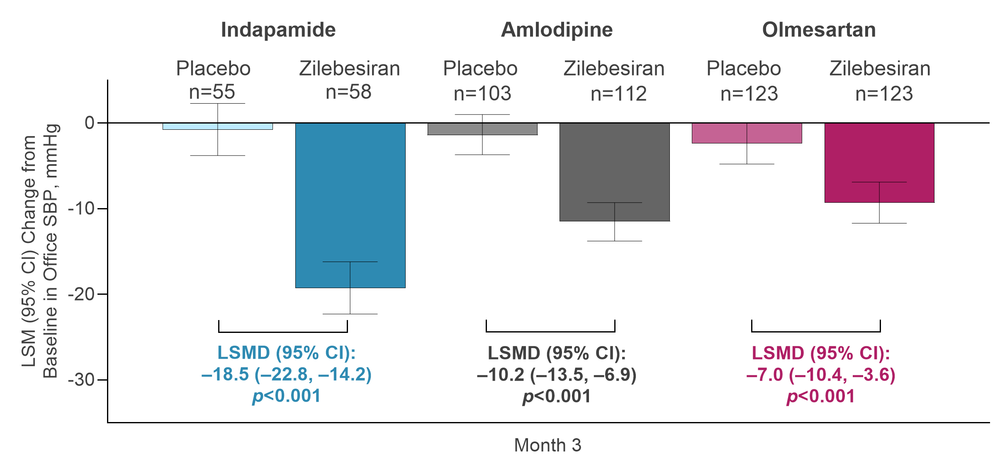 Indapamide
Amlodipine
Olmesartan
Placebo
n=55
Zilebesiran
n=58
Placebo
n=103
Zilebesiran
n=112
Placebo
n=123
Zilebesiran
n=123
LSM (95% CI) Change from
Baseline in Office SBP, mmHg
0
-10
-20
-30
LSMD (95% CI):
–18.5 (–22.8, –14.2)
p<0.001
LSMD (95% CI):
–10.2 (–13.5, –6.9)
p<0.001
LSMD (95% CI):
–7.0 (–10.4, –3.6)
p<0.001
Month 3